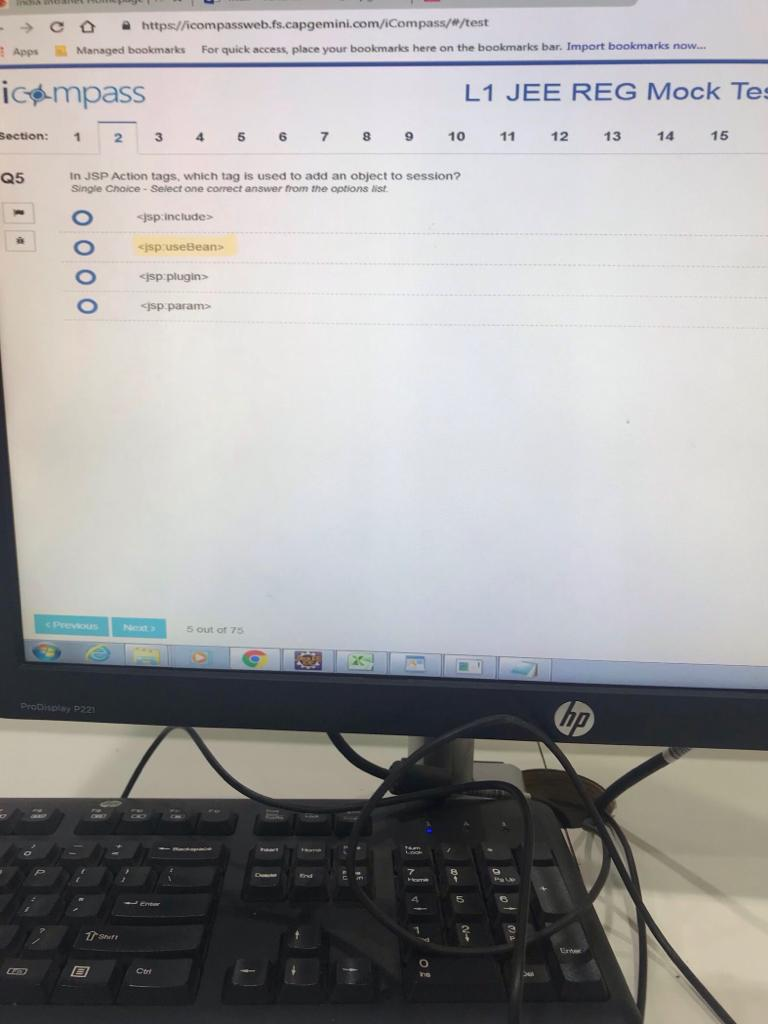 https://icompassweb.fs.capgemini.com/iCompass/#/test
Apps Managed bookmarks For quick access, place your bookmarks here on the bookmarks bar. Import bookmarks now...
icompass L1 JEE REG Mock Tes
Section: 1 2 3 4 5 6 7 8 9 10 11 12 13 14 15
Q5 In JSP Action tags, which tag is used to add an object to session?
Single Choice - Select one correct answer from the options list.
<jsp:include>
<jsp:useBean>
<jsp:plugin>
<jsp:param>
< Previous Next > 5 out of 75
ProDisplay P221
hp
Backspace Insert Home Num Lock / *
P { } Delete End 7 Home 8 9 Pg Up +
Enter 4 5 6
Shift 1 2 3 Enter
Ctrl 0 Ins Del